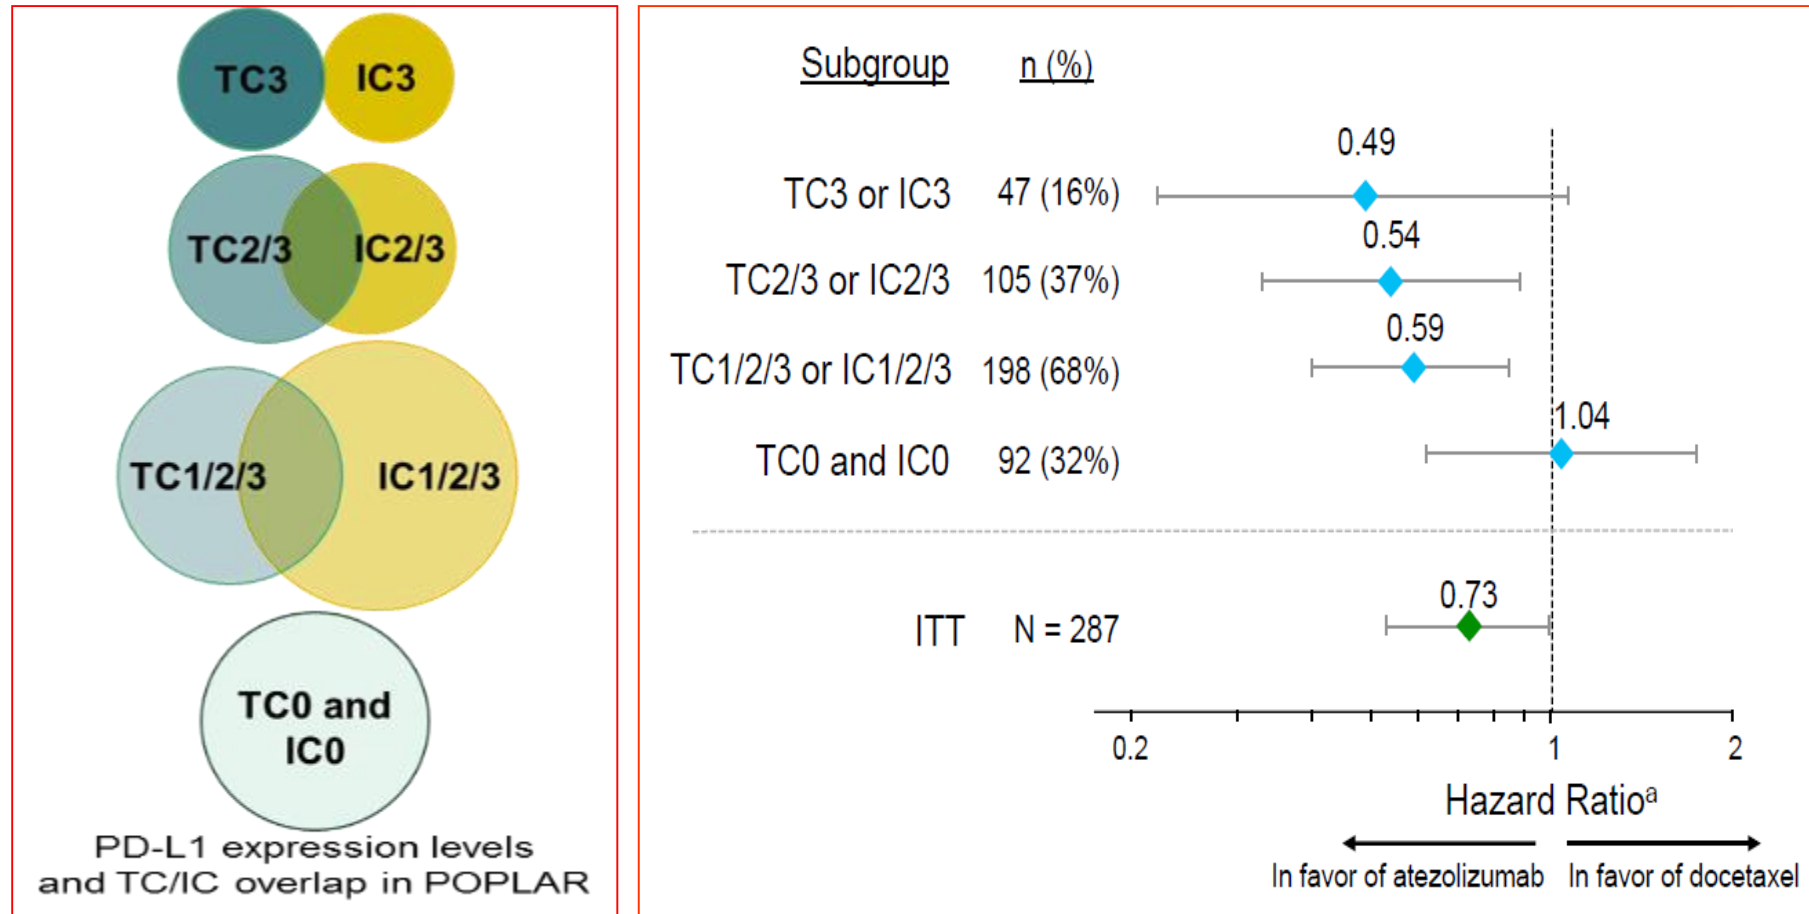 TC3 IC3
TC2/3 IC2/3
TC1/2/3 IC1/2/3
TC0 and
IC0
PD-L1 expression levels
and TC/IC overlap in POPLAR
Subgroup n (%)
0.49
TC3 or IC3 47 (16%)
0.54
TC2/3 or IC2/3 105 (37%)
0.59
TC1/2/3 or IC1/2/3 198 (68%)
1.04
TC0 and IC0 92 (32%)
0.73
ITT N = 287
0.2 1 2
Hazard Ratioᵃ
In favor of atezolizumab In favor of docetaxel